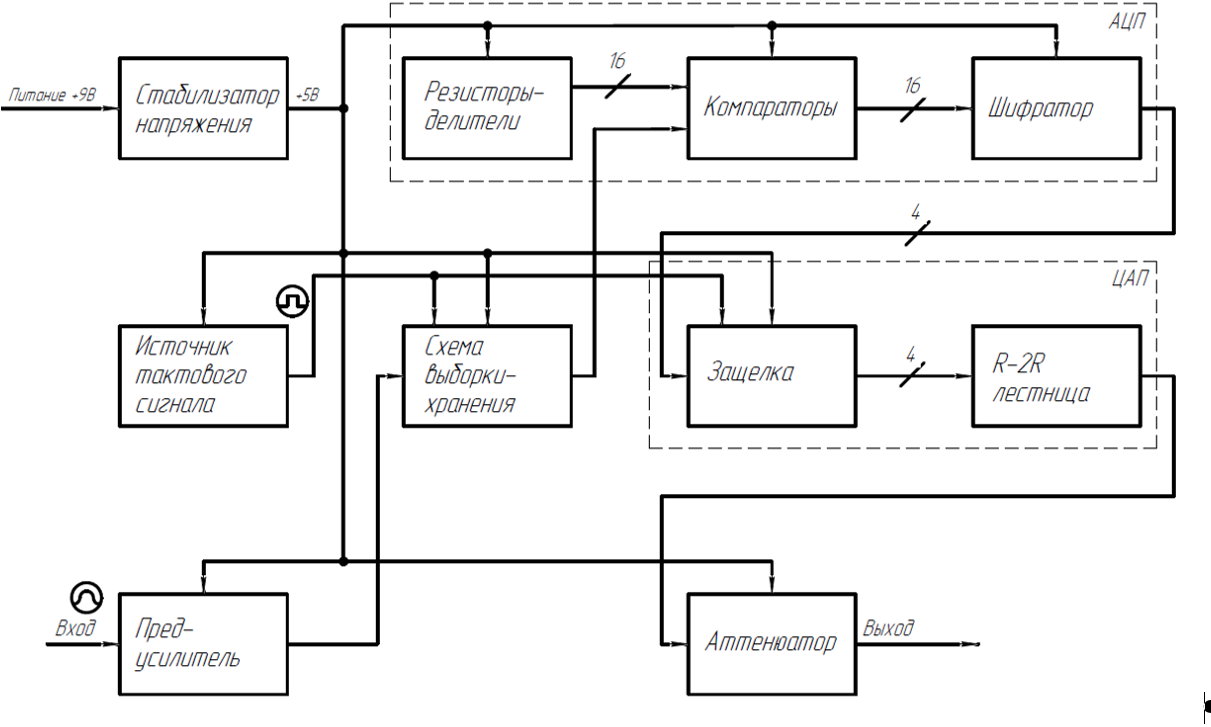 АЦП
16
Питание +9В
Стабилизатор
напряжения
+5В
Резисторы-
делители
Компараторы
16
Шифратор
4
ЦАП
Источник
тактового
сигнала
Схема
выборки-
хранения
Защелка
4
R-2R
лестница
Вход
Пред-
усилитель
Аттенюатор
Выход